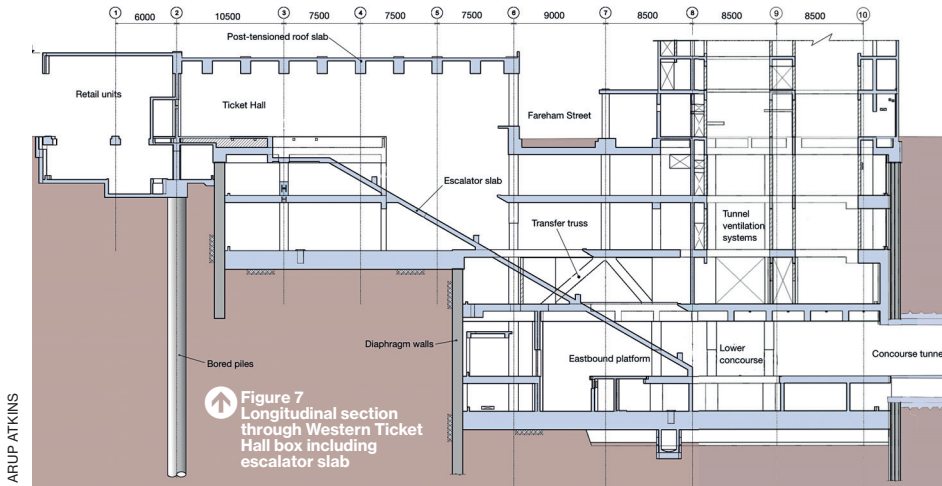 1 6000 2 10500 3 7500 4 7500 5 7500 6 9000 7 8500 8 8500 9 8500 10
Post-tensioned roof slab
Retail units
Ticket Hall
Fareham Street
Escalator slab
Transfer truss
Tunnel
ventilation
systems
Diaphragm walls
Eastbound platform
Lower
concourse
Concourse tunne
Bored piles
Figure 7
Longitudinal section
through Western Ticket
Hall box including
escalator slab
ARUP ATKINS